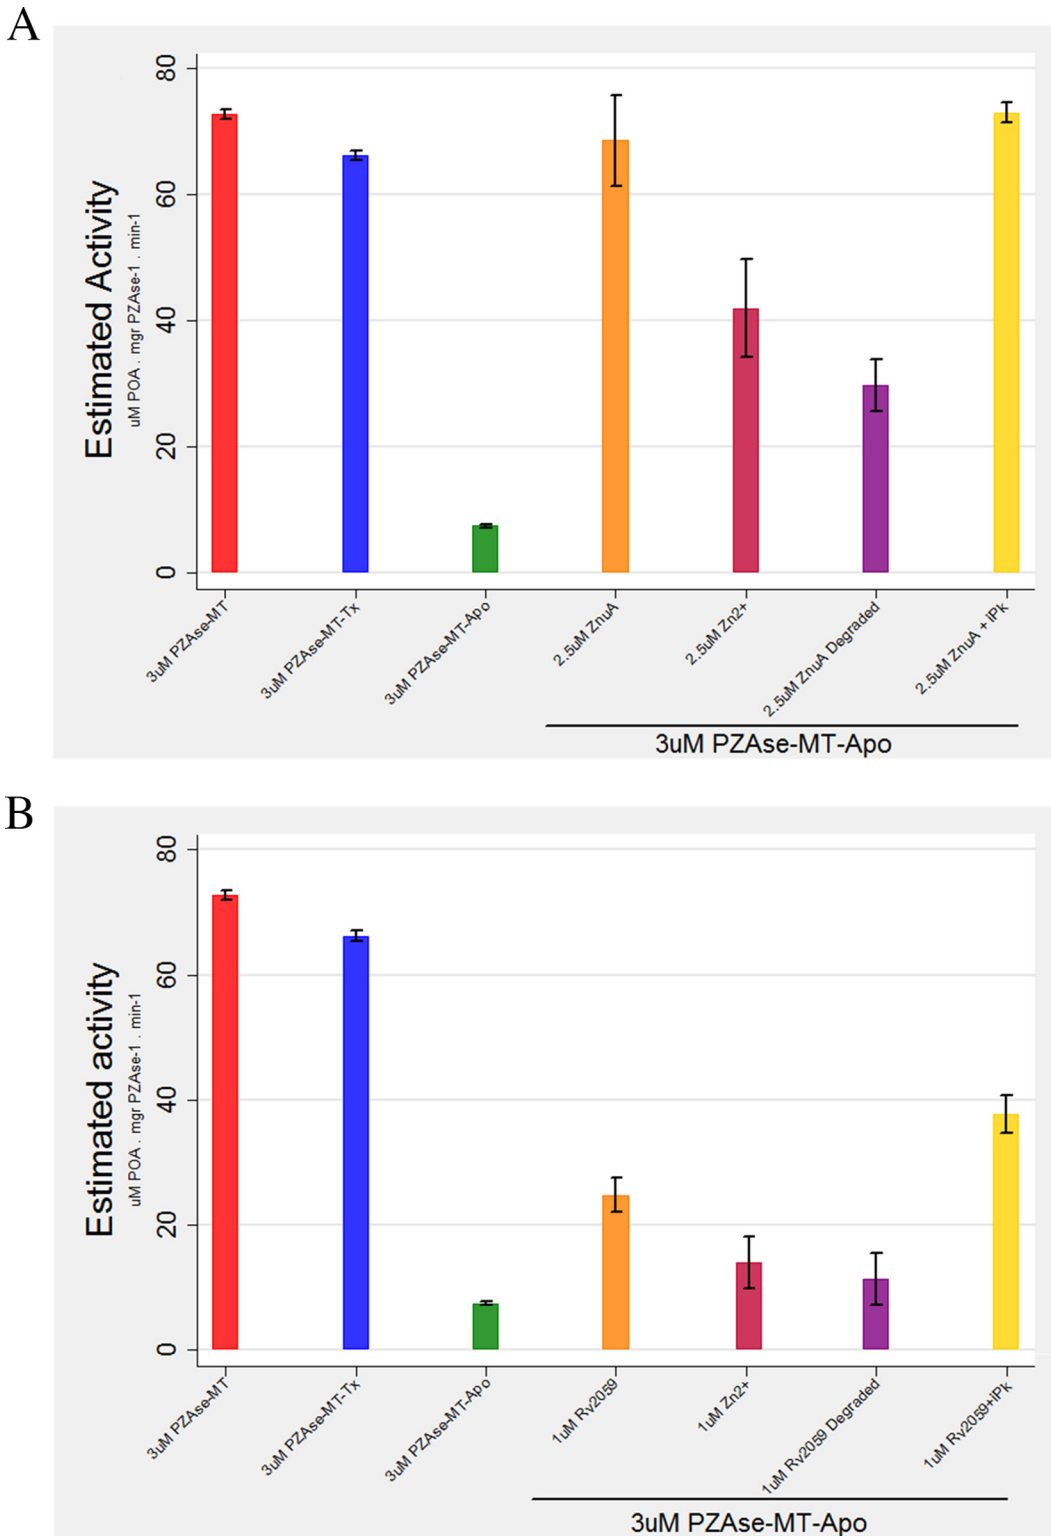 A
Estimated Activity
uM POA . mgr PZAse-1 . min-1
80
60
40
20
0
3uM PZAse-MT
3uM PZAse-MT-Tx
3uM PZAse-MT-Apo
2.5uM ZnuA
2.5uM Zn2+
2.5uM ZnuA Degraded
2.5uM ZnuA + iPk
3uM PZAse-MT-Apo
B
Estimated activity
uM POA . mgr PZAse-1 . min-1
80
60
40
20
0
3uM PZAse-MT
3uM PZAse-MT-Tx
3uM PZAse-MT-Apo
1uM Rv2059
1uM Zn2+
1uM Rv2059 Degraded
1uM Rv2059+iPk
3uM PZAse-MT-Apo